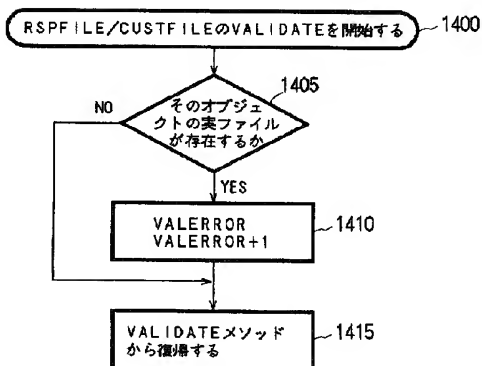 RSPFILE/CUSTFILEのVALIDATEを開始する
1400
1405
そのオブジェ
クトの実ファイル
が存在するか
NO
YES
VALERROR
VALERROR+1
1410
VALIDATEメソッド
から復帰する
1415